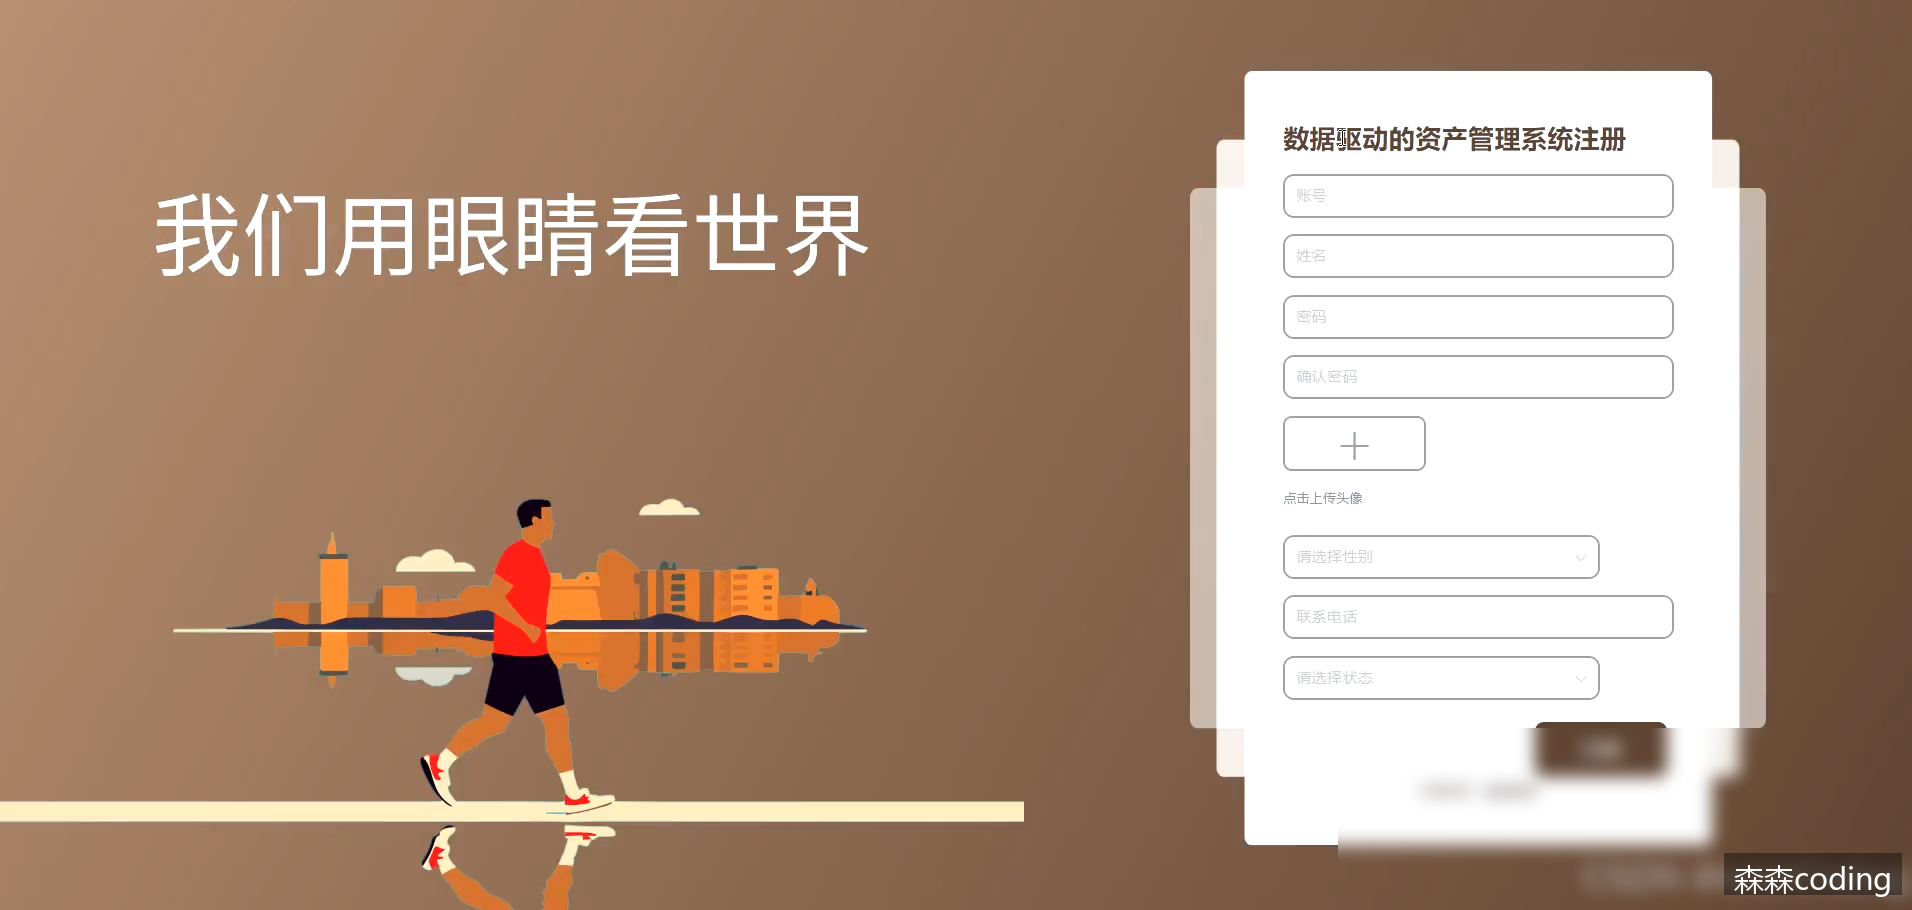 我们用眼睛看世界
数据驱动的资产管理系统注册
账号
姓名
密码
确认密码
点击上传头像
请选择性别
联系电话
请选择状态
森森coding